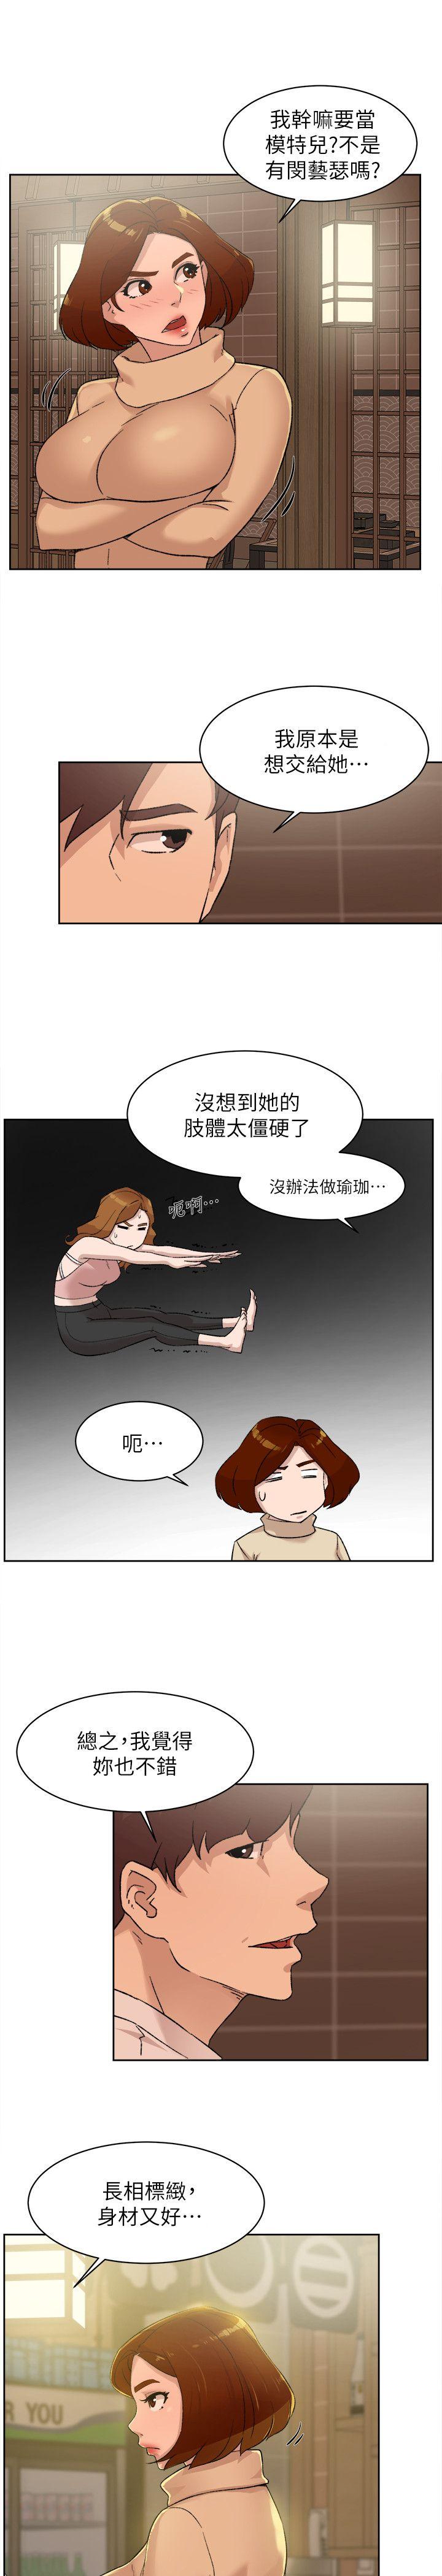 我幹嘛要當
模特兒?不是
有閔藝瑟嗎?
我原本是
想交給她⋯
沒想到她的
肢體太僵硬了
沒辦法做瑜珈⋯
呃啊⋯
呃⋯
總之,我覺得
妳也不錯
長相標緻,
身材又好⋯
R YOU